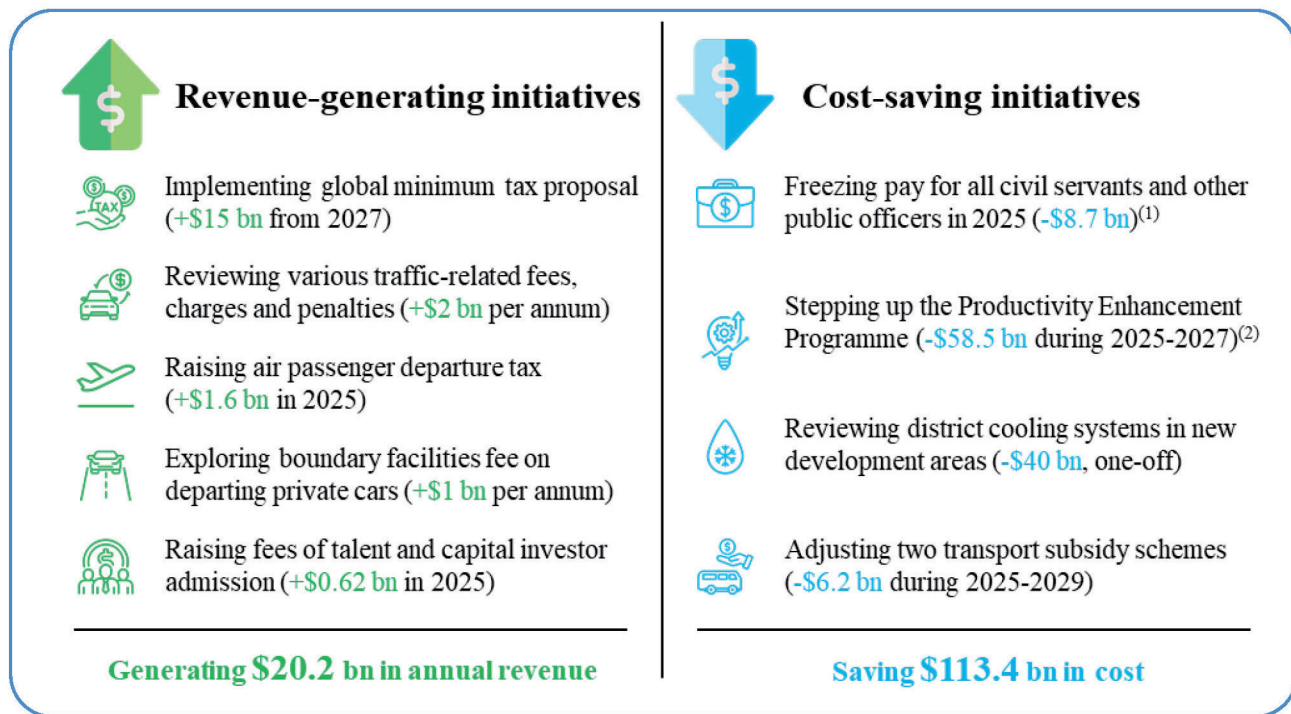 Revenue-generating initiatives
Implementing global minimum tax proposal
(+$15 bn from 2027)
Reviewing various traffic-related fees,
charges and penalties (+$2 bn per annum)
Raising air passenger departure tax
(+$1.6 bn in 2025)
Exploring boundary facilities fee on
departing private cars (+$1 bn per annum)
Raising fees of talent and capital investor
admission (+$0.62 bn in 2025)
Generating $20.2 bn in annual revenue
Cost-saving initiatives
Freezing pay for all civil servants and other
public officers in 2025 (-$8.7 bn)(1)
Stepping up the Productivity Enhancement
Programme (-$58.5 bn during 2025-2027)(2)
Reviewing district cooling systems in new
development areas (-$40 bn, one-off)
Adjusting two transport subsidy schemes
(-$6.2 bn during 2025-2029)
Saving $113.4 bn in cost
$
$
TAX
$
$
$
$
$